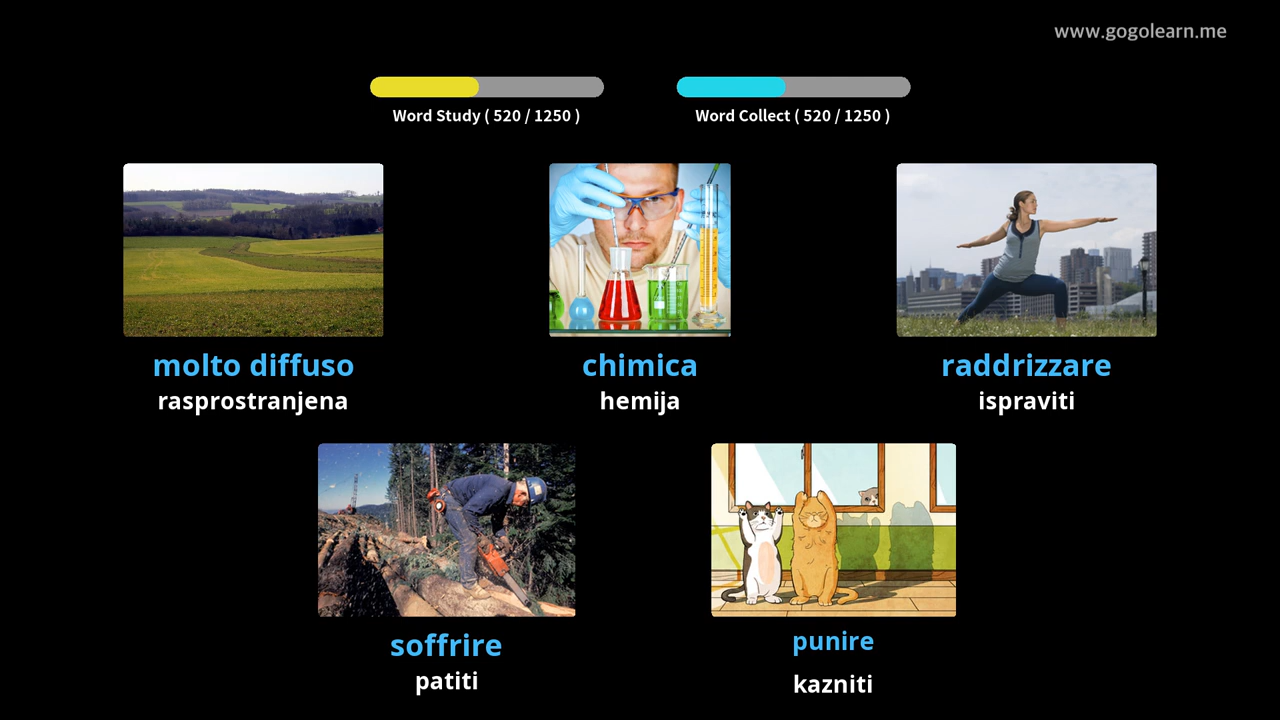 www.gogolearn.me
Word Study ( 520 / 1250 )
Word Collect ( 520 / 1250 )
molto diffuso
rasprostranjena
chimica
hemija
raddrizzare
ispraviti
soffrire
patiti
punire
kazniti